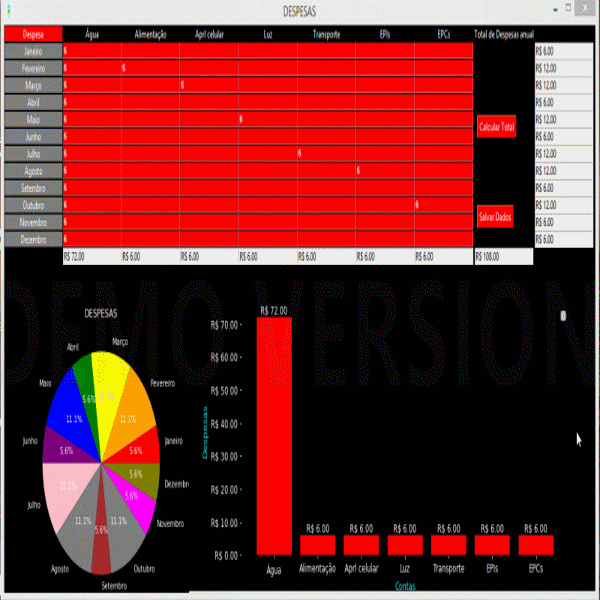 DESPESAS
Despesa Água Alimentação Aprl celular Luz Transporte EPIs EPCs Total de Despesas anual
Janeiro 6 R$ 6.00
Fevereiro 6 6 R$ 12.00
Março 6 6 R$ 12.00
Abril 6 R$ 6.00
Maio 6 6 R$ 12.00
Calcular Total
Junho 6 R$ 6.00
Julho 6 6 R$ 12.00
Agosto 6 6 R$ 12.00
Setembro 6 R$ 6.00
Outubro 6 6 R$ 12.00
Salvar Dados
Novembro 6 R$ 6.00
Dezembro 6 R$ 6.00
R$ 72.00 R$ 6.00 R$ 6.00 R$ 6.00 R$ 6.00 R$ 6.00 R$ 6.00 R$ 108.00
DEMO VERSION
DESPESAS
Março
Abril
Fevereiro
Maio
Janeiro
Junho
Dezembro
Julho
Novembro
Agosto
Outubro
Setembro
5.6%
11.1%
11.1%
11.1%
5.6%
5.6%
5.6%
11.1%
5.6%
11.1%
11.1%
5.6%
R$ 72.00
R$ 70.00
R$ 60.00
R$ 50.00
R$ 40.00
R$ 30.00
R$ 20.00
R$ 10.00
R$ 0.00
Despesas
R$ 6.00 R$ 6.00 R$ 6.00 R$ 6.00 R$ 6.00 R$ 6.00
Água Alimentação Aprl celular Luz Transporte EPIs EPCs
Contas